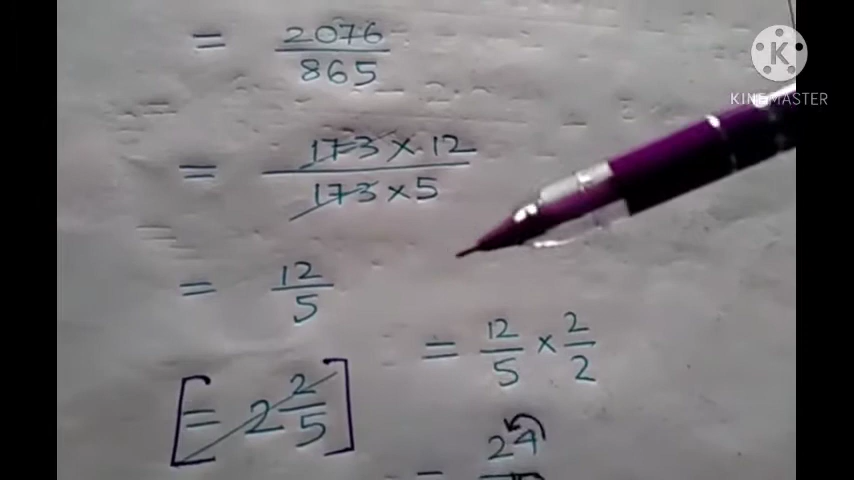 = 2076/865
KINEMASTER
= 173 × 12/173 × 5
= 12/5
= 12/5 × 2/2
[= 2 2/5]
= 24